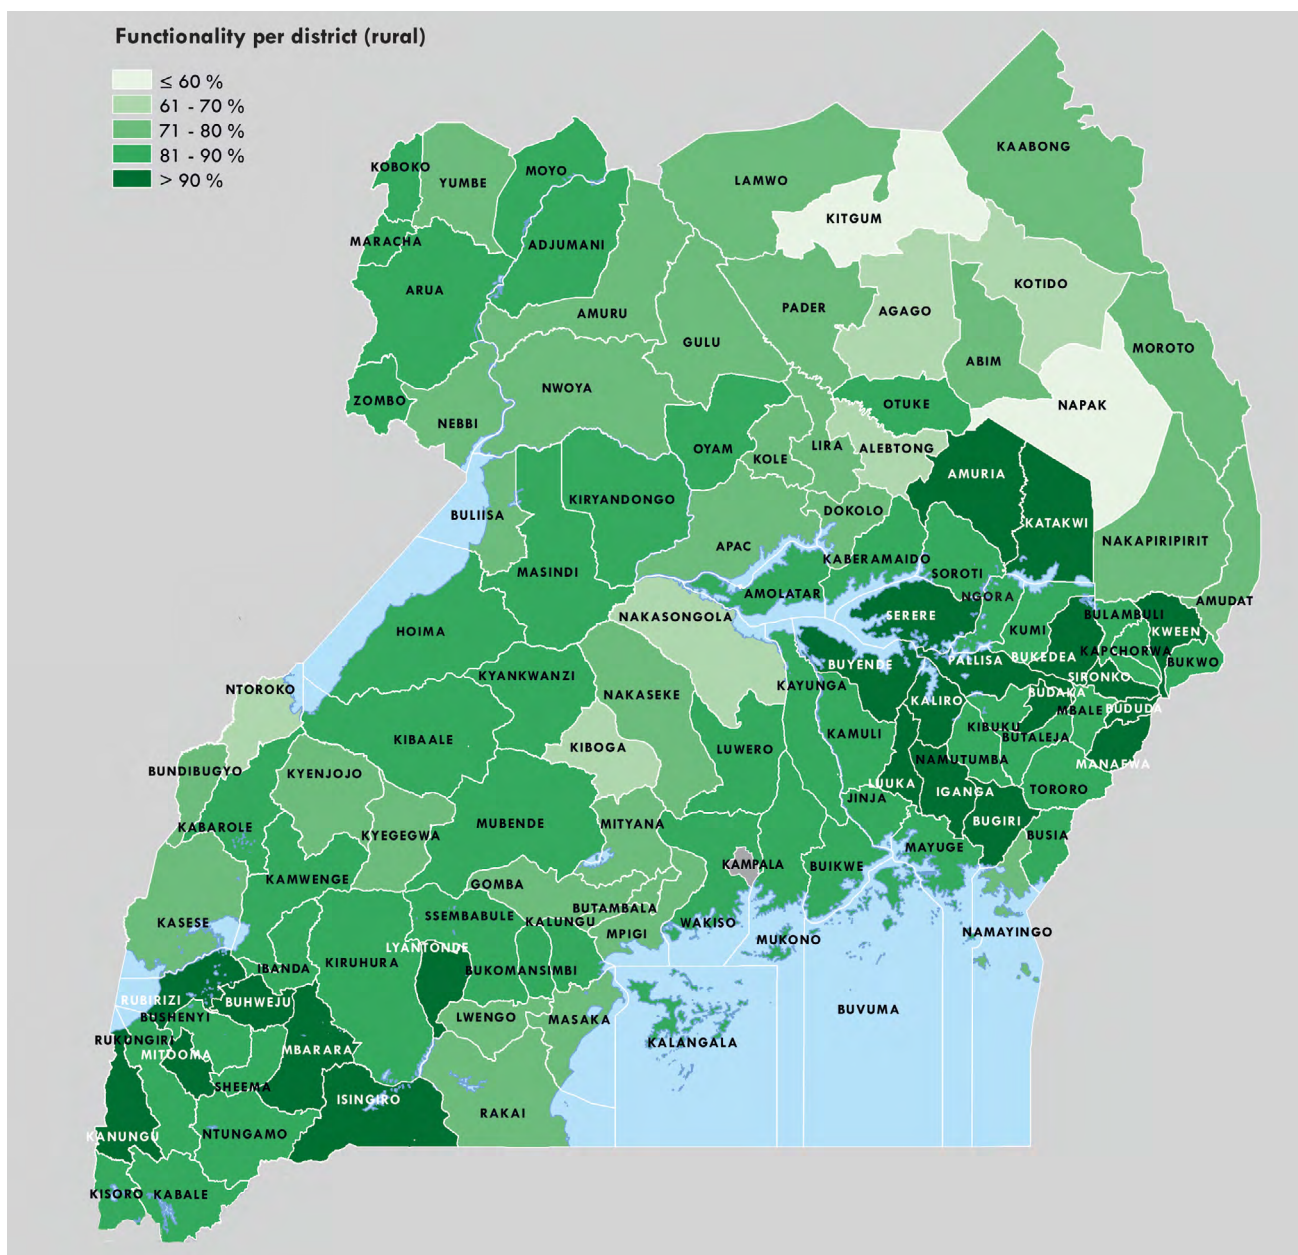 Functionality per district (rural)
≤ 60 %
61 - 70 %
71 - 80 %
81 - 90 %
> 90 %
KAABONG
KOBOKO
YUMBE
MOYO
LAMWO
KITGUM
MARACHA
ADJUMANI
ARUA
KOTIDO
AMURU
PADER
AGAGO
GULU
ABIM
MOROTO
NWOYA
ZOMBO
OTUKE
NAPAK
NEBBI
OYAM
KOLE
LIRA
ALEBTONG
AMURIA
KIRYANDONGO
BULIISA
DOKOLO
KATAKWI
APAC
NAKAPIRIPIRIT
MASINDI
KABERAMAIDO
SOROTI
AMOLATAR
NGORA
AMUDAT
NAKASONGOLA
SERERE
BULAMBULI
HOIMA
KUMI
KWEEN
KAPCHORWA
BUYENDE
PALLISA
BUKEDEA
BUKWO
KYANKWANZI
SIRONKO
NTOROKO
NAKASEKE
KAYUNGA
BUDAKA
KALIRO
MBALE
BUDUDA
KIBAALE
KIBOGA
LUWERO
KAMULI
KIBUKU
BUTALEJA
BUNDIBUGYO
KYENJOJO
NAMUTUMBA
MANAFWA
LUUKA
IGANGA
TORORO
JINJA
KABAROLE
KYEGEGWA
MUBENDE
MITYANA
BUGIRI
BUSIA
MAYUGE
KAMPALA
BUIKWE
KAMWENGE
GOMBA
KASESE
SSEMBABULE
KALUNGU
BUTAMBALA
MPIGI
WAKISO
MUKONO
NAMAYINGO
LYANTONDE
IBANDA
KIRUHURA
BUKOMANSIMBI
RUBIRIZI
BUHWEJU
BUSHENYI
LWENGO
MASAKA
BUVUMA
RUKUNGIRI
MITOOMA
MBARARA
KALANGALA
SHEEMA
ISINGIRO
RAKAI
KANUNGU
NTUNGAMO
KISORO
KABALE